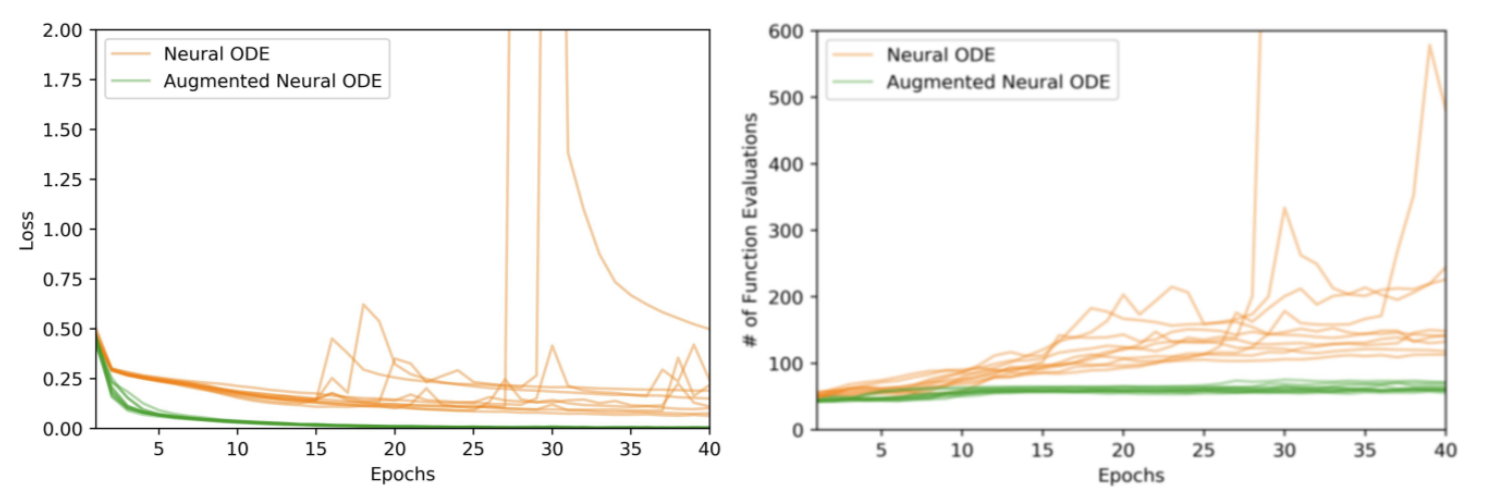 2.00
1.75
1.50
1.25
1.00
0.75
0.50
0.25
0.00
Loss
Neural ODE
Augmented Neural ODE
5 10 15 20 25 30 35 40
Epochs
600
500
400
300
200
100
0
# of Function Evaluations
Neural ODE
Augmented Neural ODE
5 10 15 20 25 30 35 40
Epochs